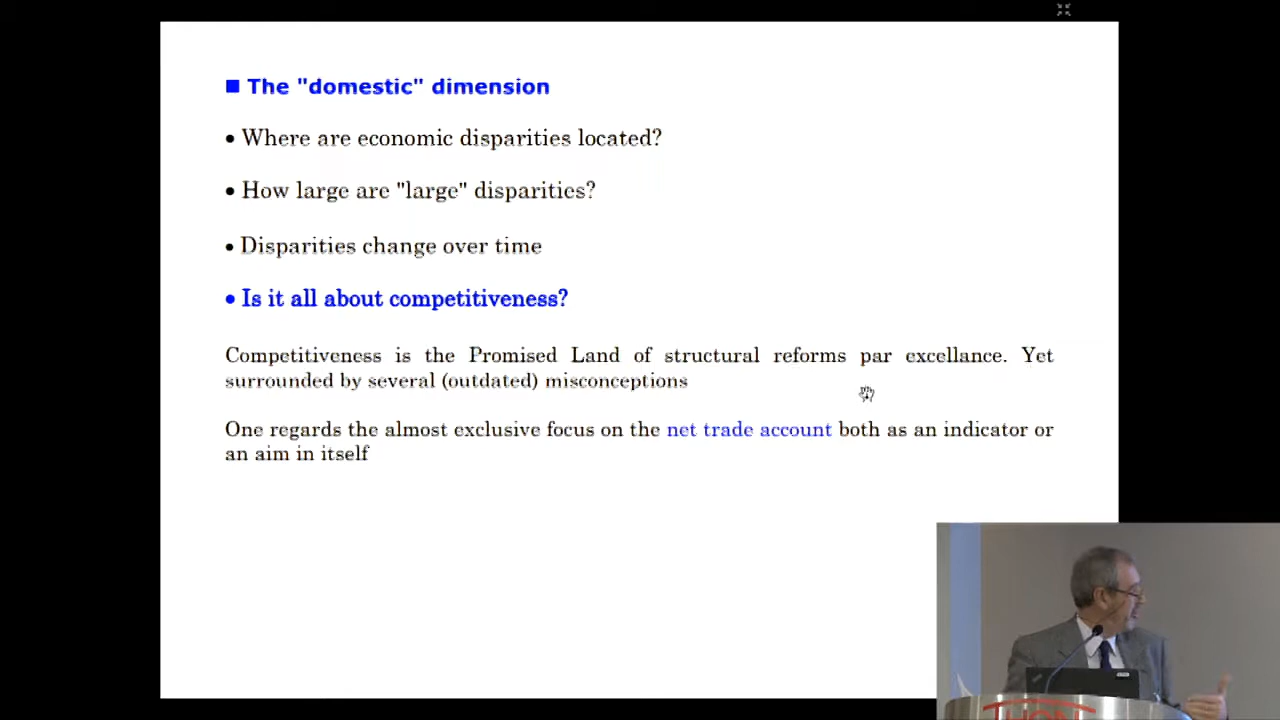 ■ The "domestic" dimension
• Where are economic disparities located?
• How large are "large" disparities?
• Disparities change over time
• Is it all about competitiveness?
Competitiveness is the Promised Land of structural reforms par excellance. Yet
surrounded by several (outdated) misconceptions
One regards the almost exclusive focus on the net trade account both as an indicator or
an aim in itself
THON